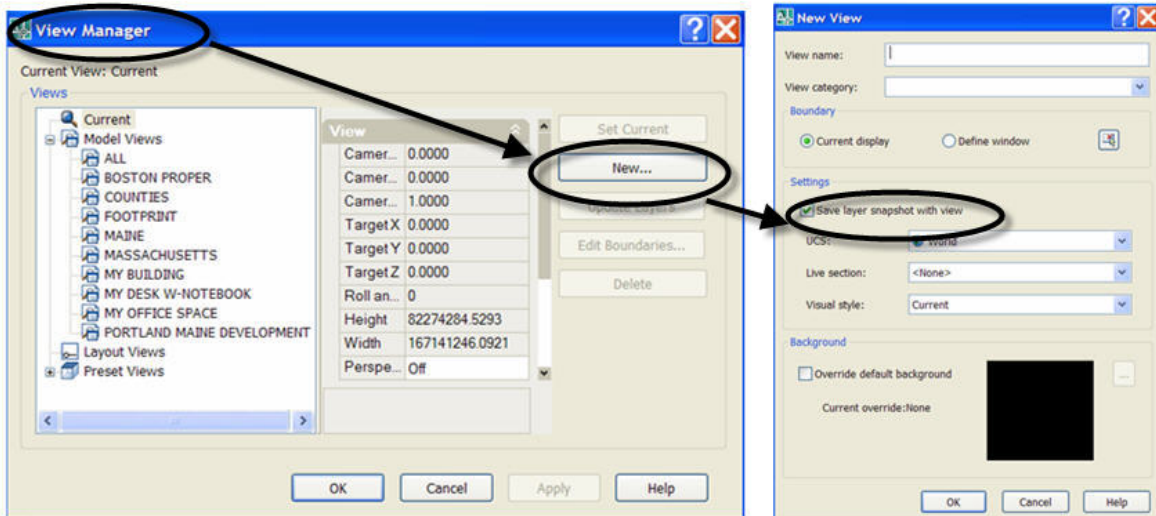 View Manager
Current View: Current
Views
Current
Model Views
ALL
BOSTON PROPER
COUNTIES
FOOTPRINT
MAINE
MASSACHUSETTS
MY BUILDING
MY DESK W-NOTEBOOK
MY OFFICE SPACE
PORTLAND MAINE DEVELOPMENT
Layout Views
Preset Views
View
Camer... 0.0000
Camer... 0.0000
Camer... 1.0000
Target X 0.0000
Target Y 0.0000
Target Z 0.0000
Roll an... 0
Height 82274284.5293
Width 167141246.0921
Perspe... Off
Set Current
New...
Update Layers
Edit Boundaries...
Delete
OK Cancel Apply Help
New View
View name:
View category:
Boundary
Current display Define window
Settings
Save layer snapshot with view
UCS: World
Live section: <None>
Visual style: Current
Background
Override default background
...
Current override:None
OK Cancel Help